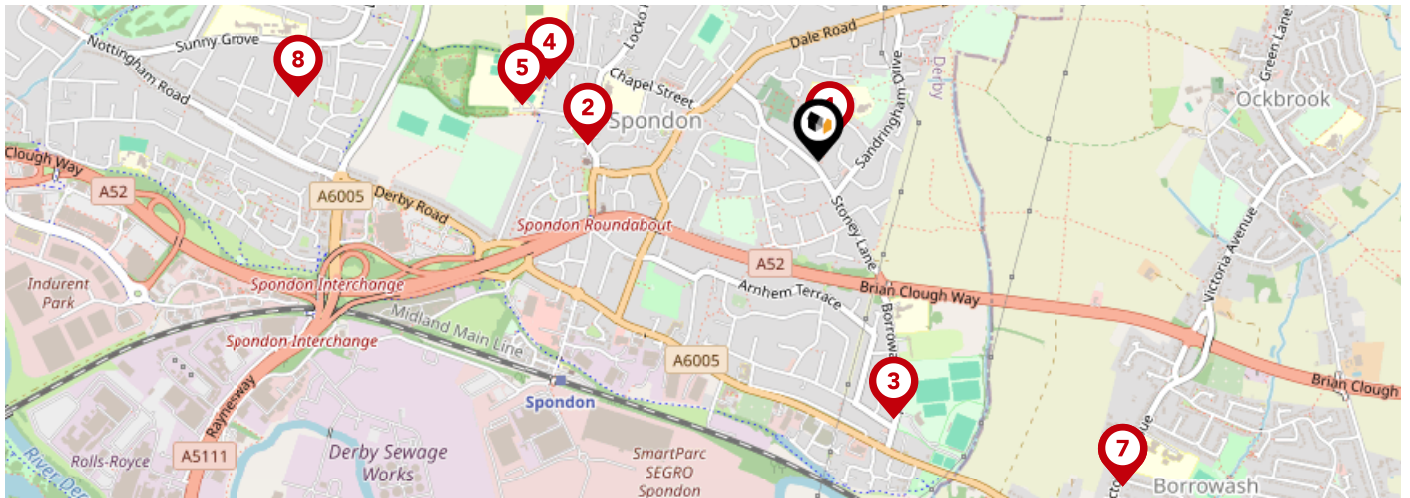 Sunny Grove
Nottingham Road
8
4
5
2
Locko
Chapel Street
Spondon
Dale Road
Sandringham Drive
Derby
Green Lane
Ockbrook
Clough Way
A52
A6005
Derby Road
Spondon Roundabout
Stoney Lane
Victoria Avenue
Indurent
Park
Spondon Interchange
A52
Arnhem Terrace
Brian Clough Way
Midland Main Line
Spondon Interchange
A6005
Borrowa
3
Brian Clough
Raynesway
Spondon
A5111
Rolls-Royce
River Der
Derby Sewage
Works
SmartParc
SEGRO
Spondon
7
Borrowash